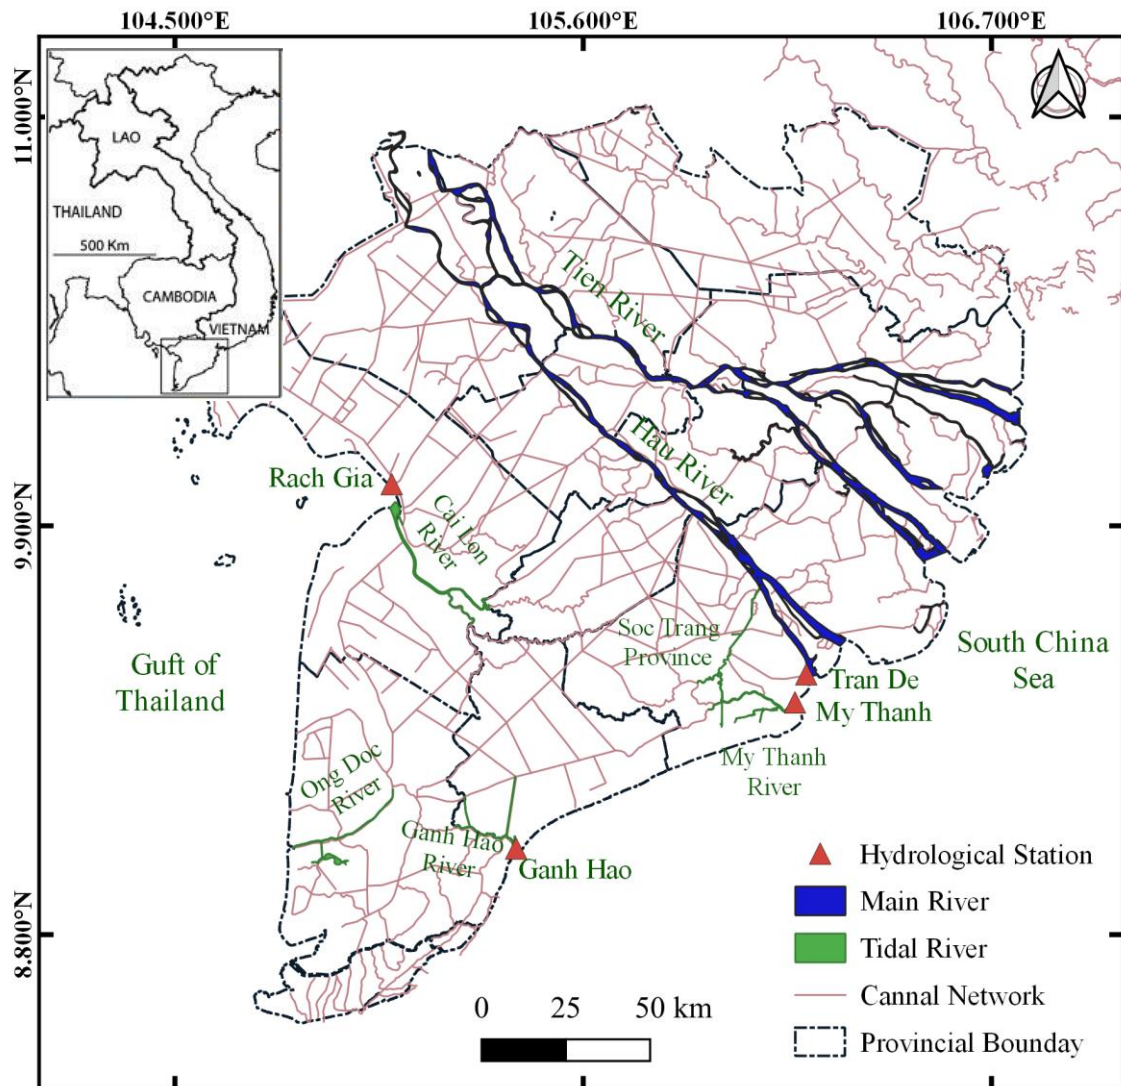 104.500°E
105.600°E
106.700°E
11.000°N
9.900°N
8.800°N
LAO
THAILAND
500 Km
CAMBODIA
VIETNAM
Tien River
Hau River
Rach Gia
Cai Lon
River
Soc Trang
Province
Guft of
Thailand
South China
Sea
Tran De
My Thanh
My Thanh
River
Ong Doc
River
Ganh Hao
River
Ganh Hao
Hydrological Station
Main River
Tidal River
Cannal Network
Provincial Boundary
0 25 50 km